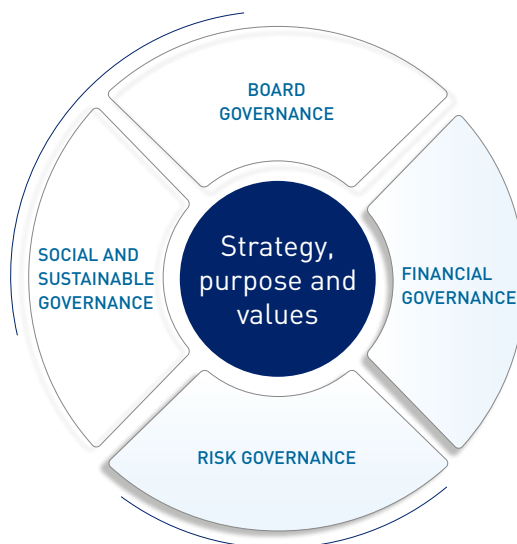 BOARD
GOVERNANCE
Strategy,
purpose and
values
SOCIAL AND
SUSTAINABLE
GOVERNANCE
FINANCIAL
GOVERNANCE
RISK GOVERNANCE